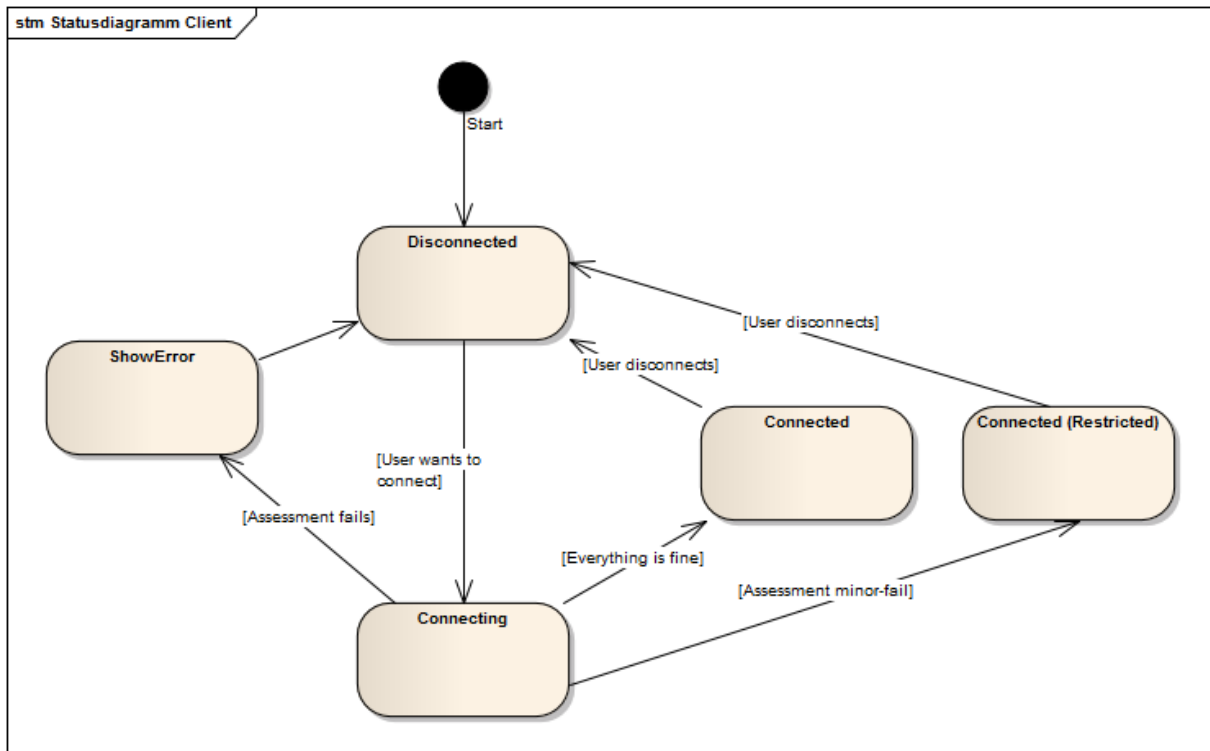 stm Statusdiagramm Client
Start
Disconnected
[User disconnects]
ShowError
[User disconnects]
Connected
Connected (Restricted)
[User wants to
connect]
[Assessment fails]
[Everything is fine]
[Assessment minor-fail]
Connecting